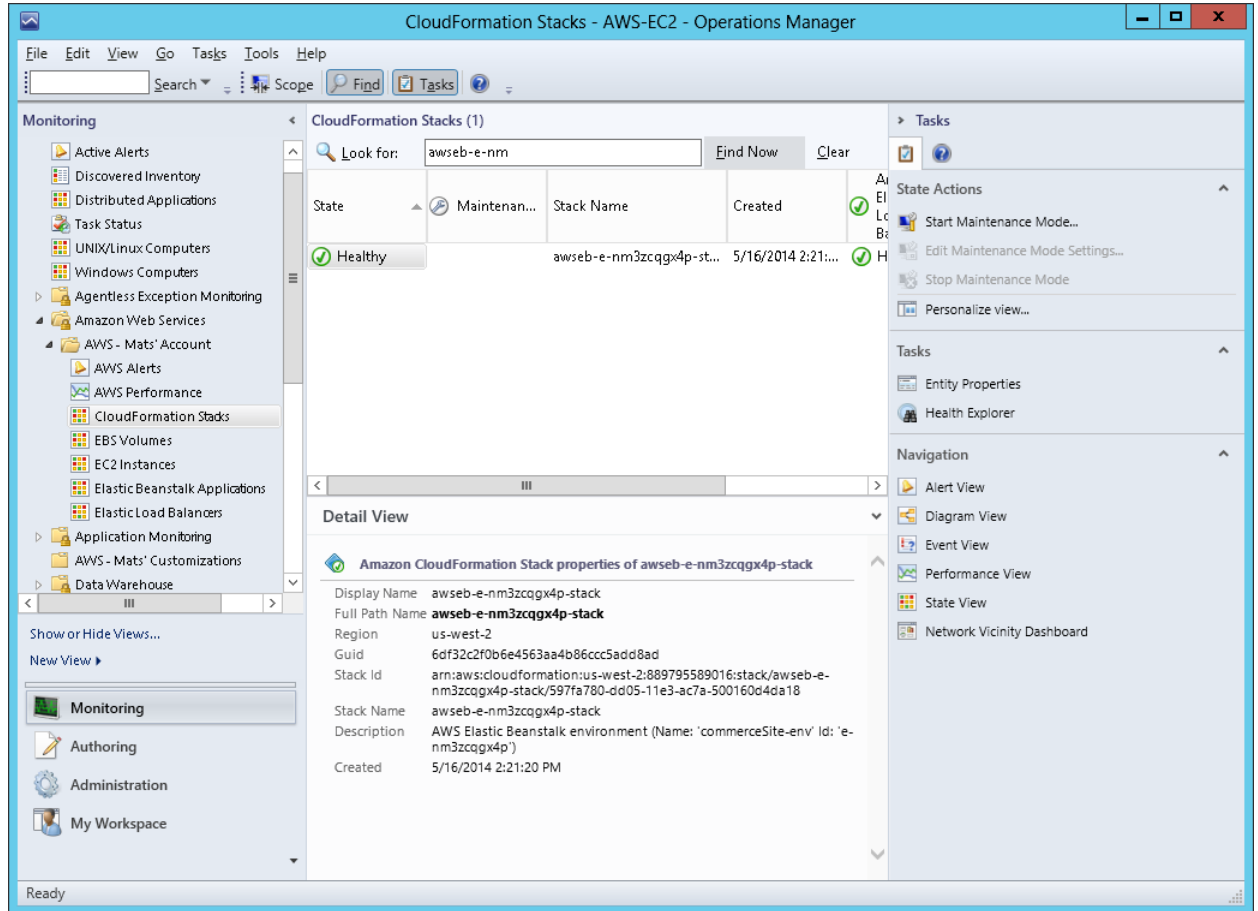 CloudFormation Stacks - AWS-EC2 - Operations Manager
File Edit View Go Tasks Tools Help
Search Scope Find Tasks
Monitoring
Active Alerts
Discovered Inventory
Distributed Applications
Task Status
UNIX/Linux Computers
Windows Computers
Agentless Exception Monitoring
Amazon Web Services
AWS - Mats' Account
AWS Alerts
AWS Performance
CloudFormation Stacks
EBS Volumes
EC2 Instances
Elastic Beanstalk Applications
Elastic Load Balancers
Application Monitoring
AWS - Mats' Customizations
Data Warehouse
Show or Hide Views...
New View
Monitoring
Authoring
Administration
My Workspace
CloudFormation Stacks (1)
Look for: awseb-e-nm Find Now Clear
State Maintenan... Stack Name Created
Healthy awseb-e-nm3zcqgx4p-st... 5/16/2014 2:21:... H
Detail View
Amazon CloudFormation Stack properties of awseb-e-nm3zcqgx4p-stack
Display Name awseb-e-nm3zcqgx4p-stack
Full Path Name awseb-e-nm3zcqgx4p-stack
Region us-west-2
Guid 6df32c2f0b6e4563aa4b86ccc5add8ad
Stack Id arn:aws:cloudformation:us-west-2:889795589016:stack/awseb-e-
nm3zcqgx4p-stack/597fa780-dd05-11e3-ac7a-500160d4da18
Stack Name awseb-e-nm3zcqgx4p-stack
Description AWS Elastic Beanstalk environment (Name: 'commerceSite-env' Id: 'e-
nm3zcqgx4p')
Created 5/16/2014 2:21:20 PM
Tasks
State Actions
Start Maintenance Mode...
Edit Maintenance Mode Settings...
Stop Maintenance Mode
Personalize view...
Tasks
Entity Properties
Health Explorer
Navigation
Alert View
Diagram View
Event View
Performance View
State View
Network Vicinity Dashboard
Ready